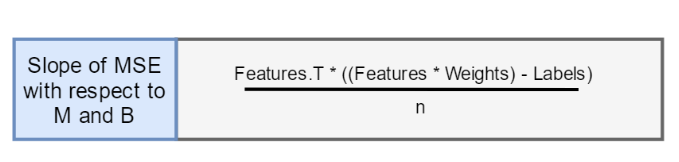 Slope of MSE
with respect to
M and B
Features.T * ((Features * Weights) - Labels)
n